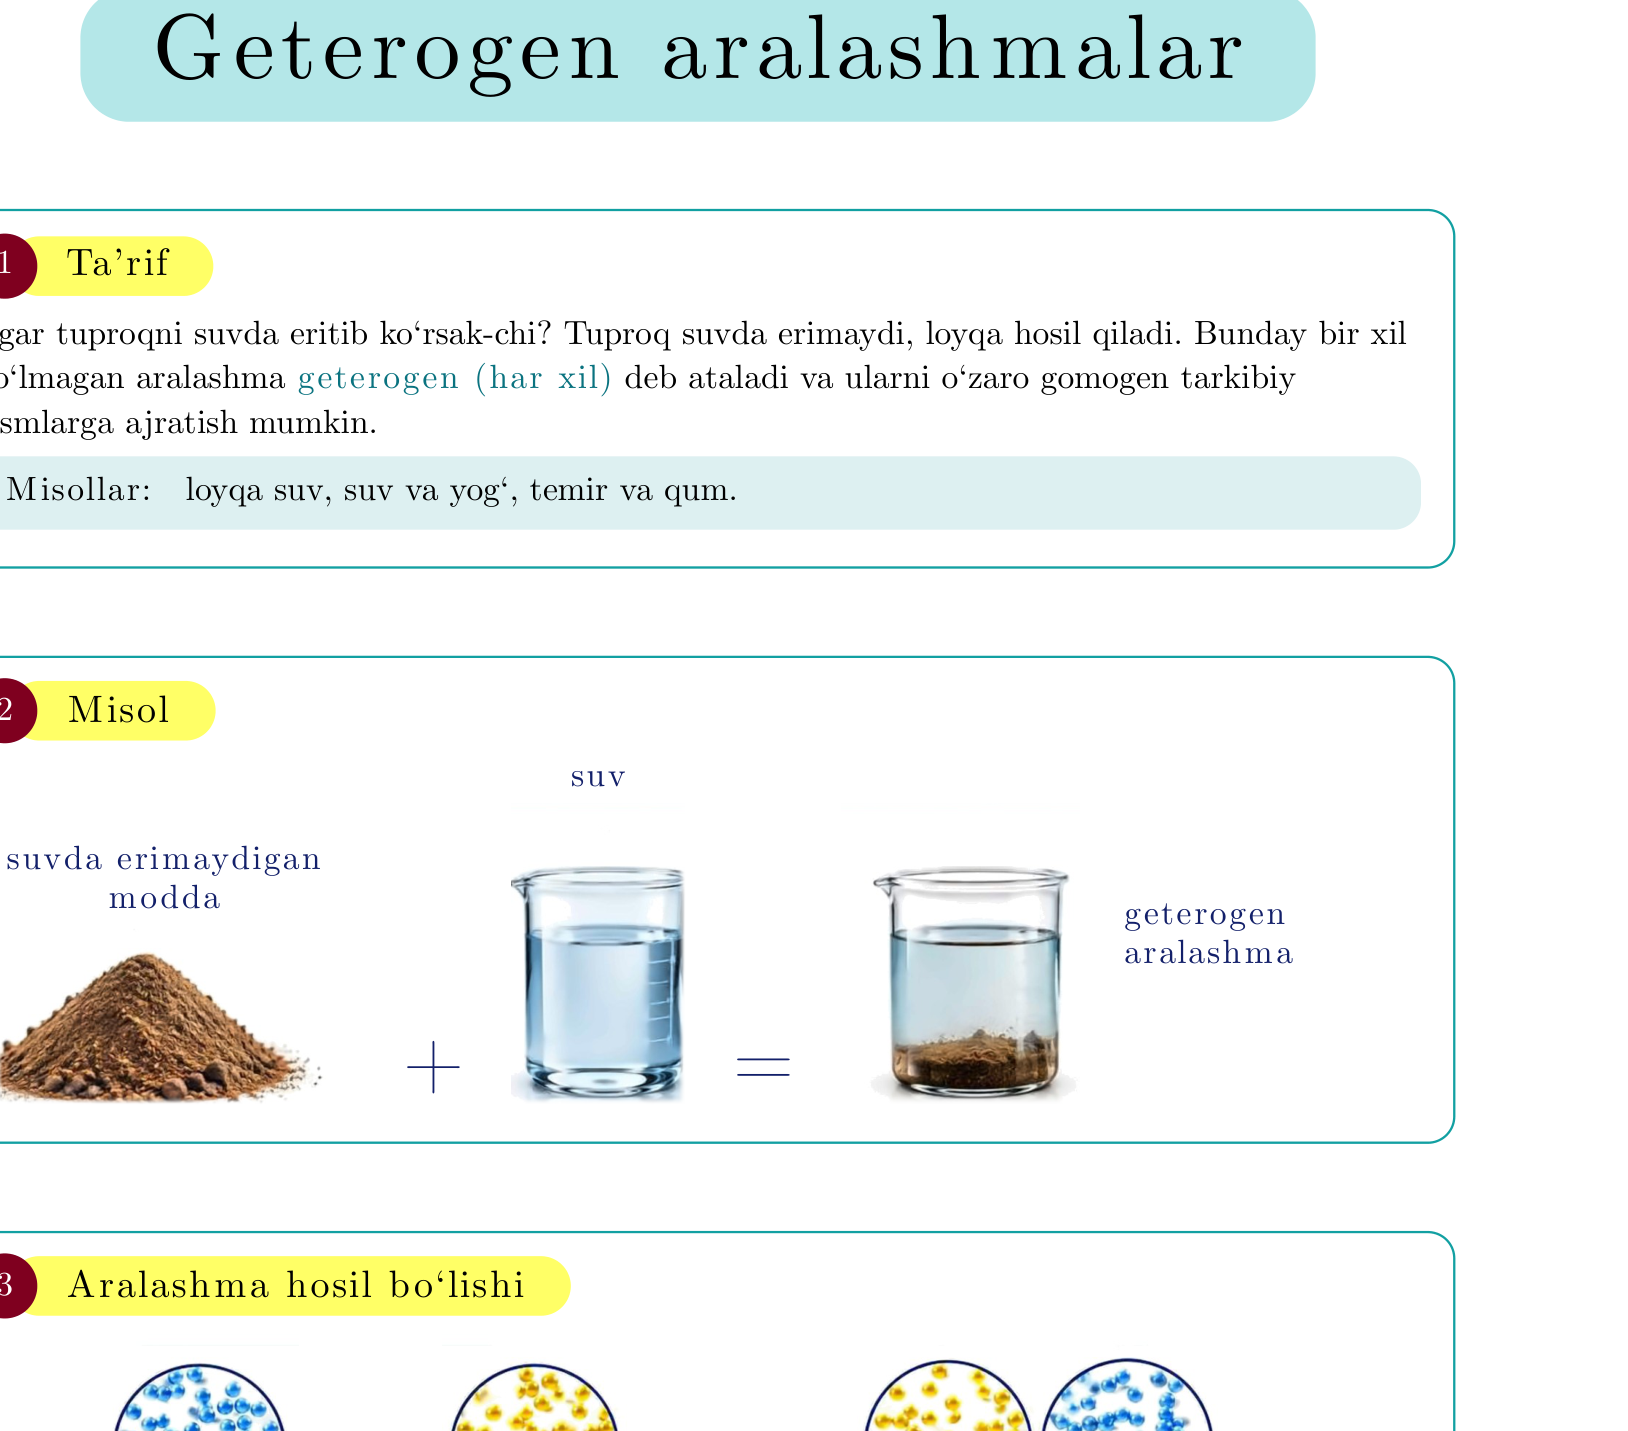 Geterogen aralashmalar
1 Ta’rif
gar tuproqni suvda eritib ko‘rsak-chi? Tuproq suvda erimaydi, loyqa hosil qiladi. Bunday bir xil
o‘lmagan aralashma geterogen (har xil) deb ataladi va ularni o‘zaro gomogen tarkibiy
smlarga ajratish mumkin.
Misollar: loyqa suv, suv va yog‘, temir va qum.
2 Misol
suv
suvda erimaydigan
modda
geterogen
aralashma
+ =
3 Aralashma hosil bo‘lishi